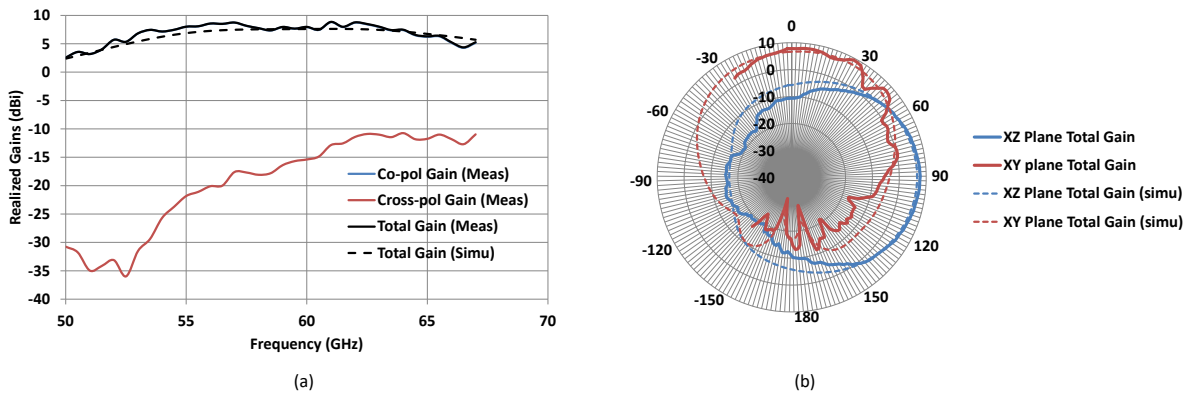 10
5
0
-5
-10
-15
-20
-25
-30
-35
-40
Realized Gains (dBi)
50
55
60
65
70
Frequency (GHz)
Co-pol Gain (Meas)
Cross-pol Gain (Meas)
Total Gain (Meas)
Total Gain (Simu)
(a)
0
30
60
90
120
150
180
-150
-120
-90
-60
-30
10
0
-10
-20
-30
-40
XZ Plane Total Gain
XY plane Total Gain
XZ Plane Total Gain (simu)
XY Plane Total Gain (simu)
(b)